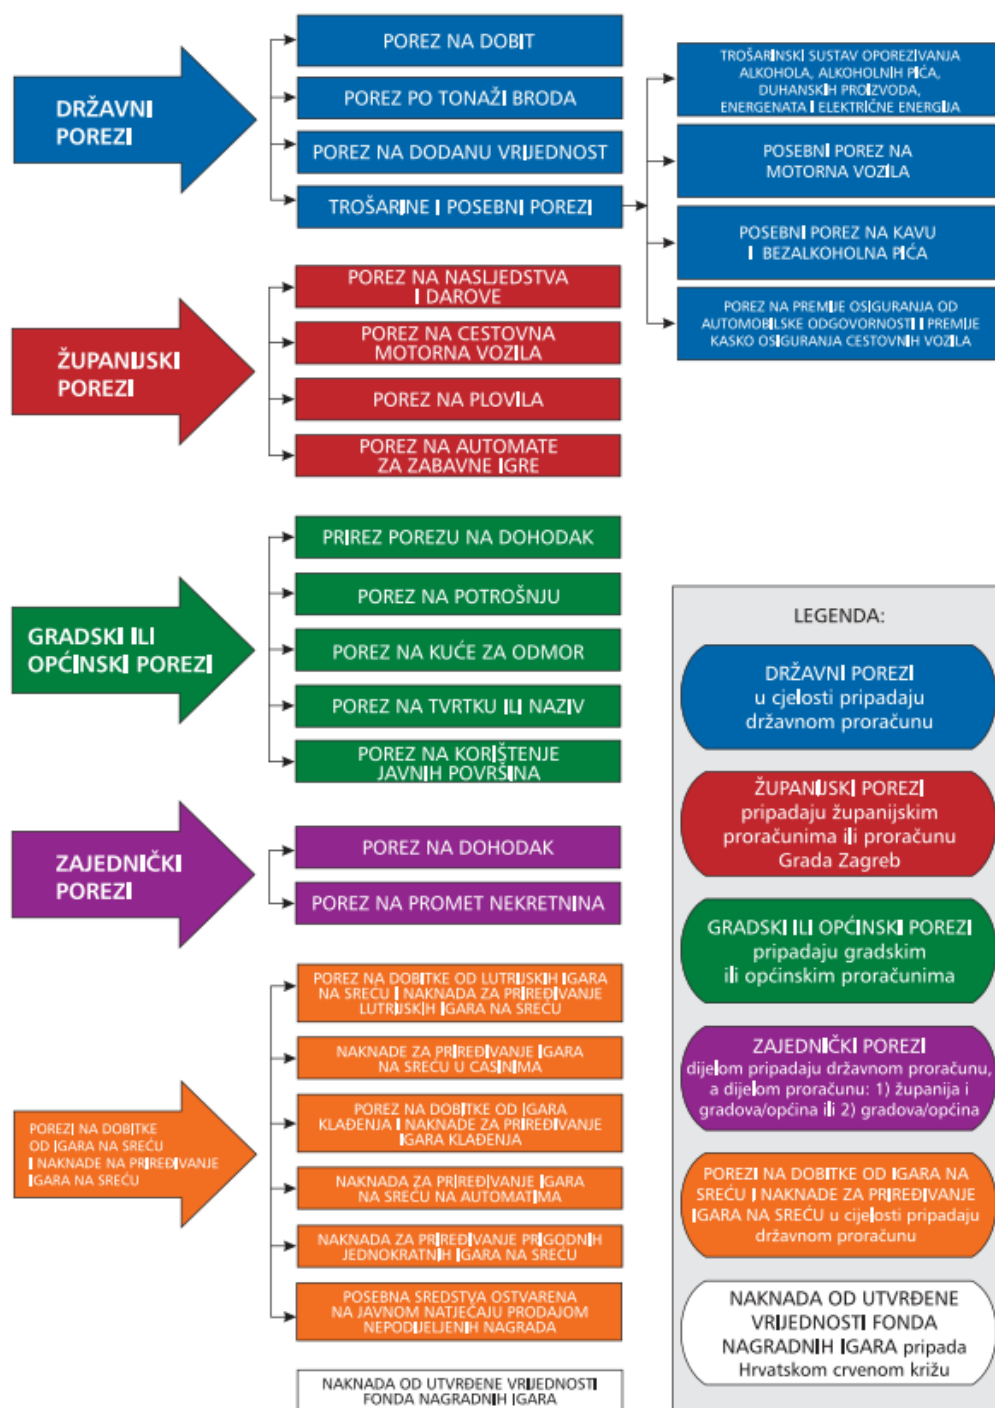 DRŽAVNI
POREZI
POREZ NA DOBIT
POREZ PO TONAŽI BRODA
POREZ NA DODANU VRIJEDNOST
TROŠARINE I POSEBNI POREZI
TROŠARINSKI SUSTAV OPOREZIVANJA
ALKOHOLA, ALKOHOLNIH PIĆA,
DUHANSKIH PROIZVODA,
ENERGENATA I ELEKTRIČNE ENERGIJA
POSEBNI POREZ NA
MOTORNA VOZILA
POSEBNI POREZ NA KAVU
I BEZALKOHOLNA PIĆA
POREZ NA PREMIJE OSIGURANJA OD
AUTOMOBILSKE ODGOVORNOSTI I PREMIJE
KASKO OSIGURANJA CESTOVNIH VOZILA
ŽUPANIJSKI
POREZI
POREZ NA NASLJEDSTVA
I DAROVE
POREZ NA CESTOVNA
MOTORNA VOZILA
POREZ NA PLOVILA
POREZ NA AUTOMATE
ZA ZABAVNE IGRE
GRADSKI ILI
OPĆINSKI POREZI
PRIREZ POREZU NA DOHODAK
POREZ NA POTROŠNJU
POREZ NA KUĆE ZA ODMOR
POREZ NA TVRTKU ILI NAZIV
POREZ NA KORIŠTENJE
JAVNIH POVRŠINA
ZAJEDNIČKI
POREZI
POREZ NA DOHODAK
POREZ NA PROMET NEKRETNINA
POREZI NA DOBITKE
OD IGARA NA SREĆU
I NAKNADE NA PRIREĐIVANJE
IGARA NA SREĆU
POREZ NA DOBITKE OD LUTRIJSKIH IGARA
NA SREĆU I NAKNADA ZA PRIREĐIVANJE
LUTRIJSKIH IGARA NA SREĆU
NAKNADE ZA PRIREĐIVANJE IGARA
NA SREĆU U CASINIMA
POREZ NA DOBITKE OD IGARA
KLAĐENJA I NAKNADE ZA PRIREĐIVANJE
IGARA KLAĐENJA
NAKNADA ZA PRIREĐIVANJE IGARA
NA SREĆU NA AUTOMATIMA
NAKNADA ZA PRIREĐIVANJE PRIGODNIH
JEDNOKRATNIH IGARA NA SREĆU
POSEBNA SREDSTVA OSTVARENA
NA JAVNOM NATJEČAJU PRODAJOM
NEPODIJELJENIH NAGRADA
NAKNADA OD UTVRĐENE VRIJEDNOSTI
FONDA NAGRADNIH IGARA
LEGENDA:
DRŽAVNI POREZI
u cjelosti pripadaju
državnom proračunu
ŽUPANIJSKI POREZI
pripadaju županijskim
proračunima ili proračunu
Grada Zagreb
GRADSKI ILI OPĆINSKI POREZI
pripadaju gradskim
ili općinskim proračunima
ZAJEDNIČKI POREZI
dijelom pripadaju državnom proračunu,
a dijelom proračunu: 1) županija i
gradova/općina ili 2) gradova/općina
POREZI NA DOBITKE OD IGARA NA
SREĆU I NAKNADE ZA PRIREĐIVANJE
IGARA NA SREĆU u cijelosti pripadaju
državnom proračunu
NAKNADA OD UTVRĐENE
VRIJEDNOSTI FONDA
NAGRADNIH IGARA pripada
Hrvatskom crvenom križu